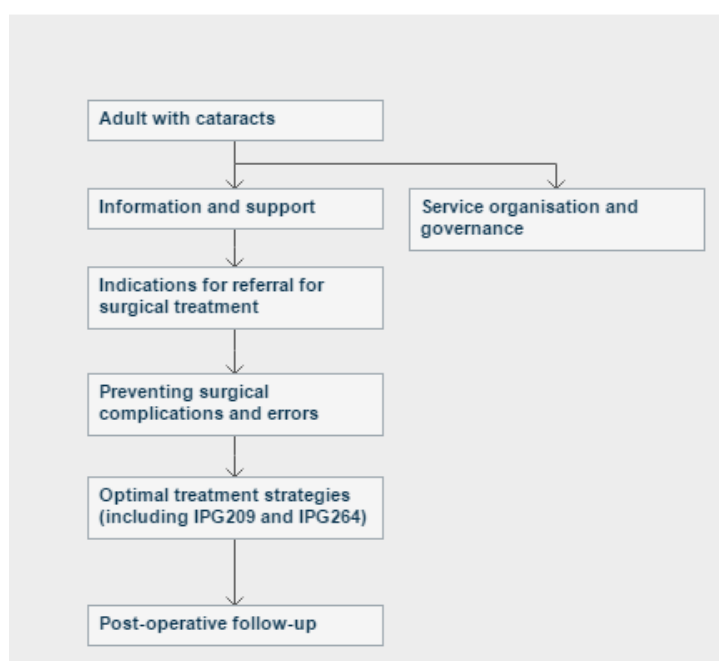 Adult with cataracts
Information and support
Service organisation and
governance
Indications for referral for
surgical treatment
Preventing surgical
complications and errors
Optimal treatment strategies
(including IPG209 and IPG264)
Post-operative follow-up